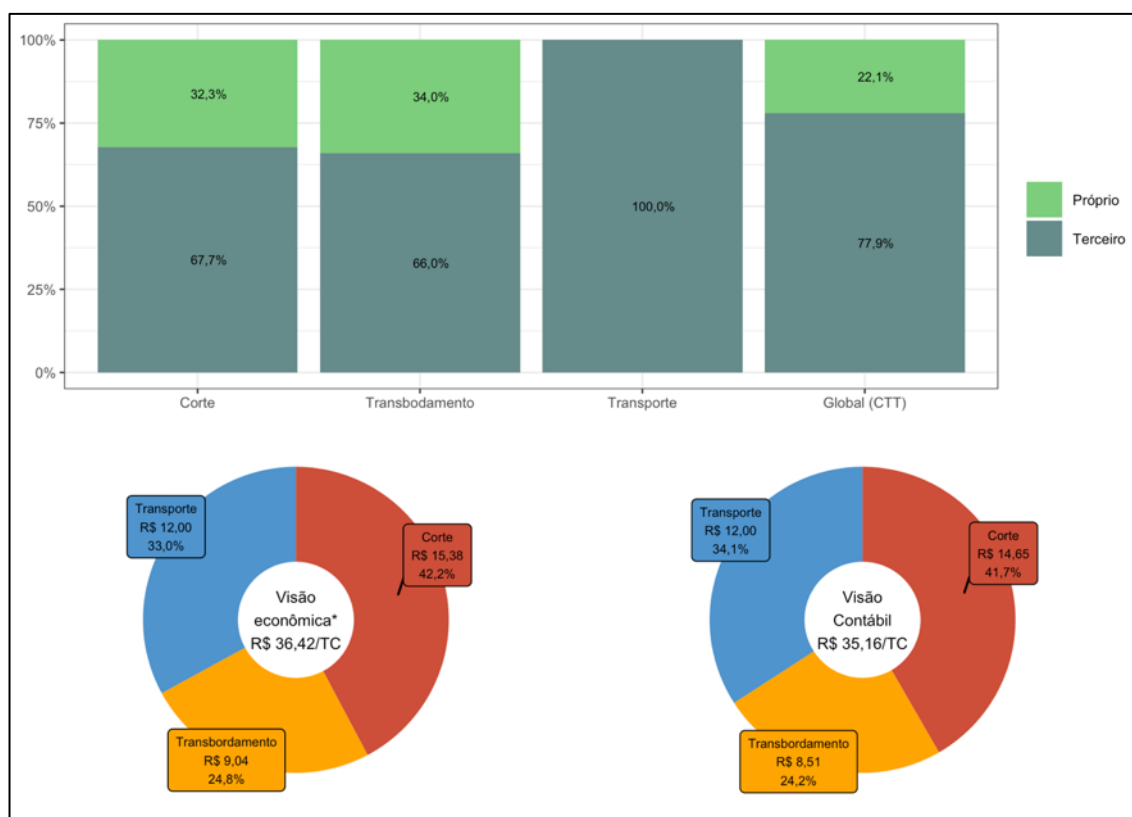 100%
75%
50%
25%
0%
32,3%
34,0%
22,1%
100,0%
67,7%
66,0%
77,9%
Próprio
Terceiro
Corte
Transbodamento
Transporte
Global (CTT)
Transporte
R$ 12,00
33,0%
Corte
R$ 15,38
42,2%
Visão
econômica*
R$ 36,42/TC
Transbordamento
R$ 9,04
24,8%
Transporte
R$ 12,00
34,1%
Corte
R$ 14,65
41,7%
Visão
Contábil
R$ 35,16/TC
Transbordamento
R$ 8,51
24,2%